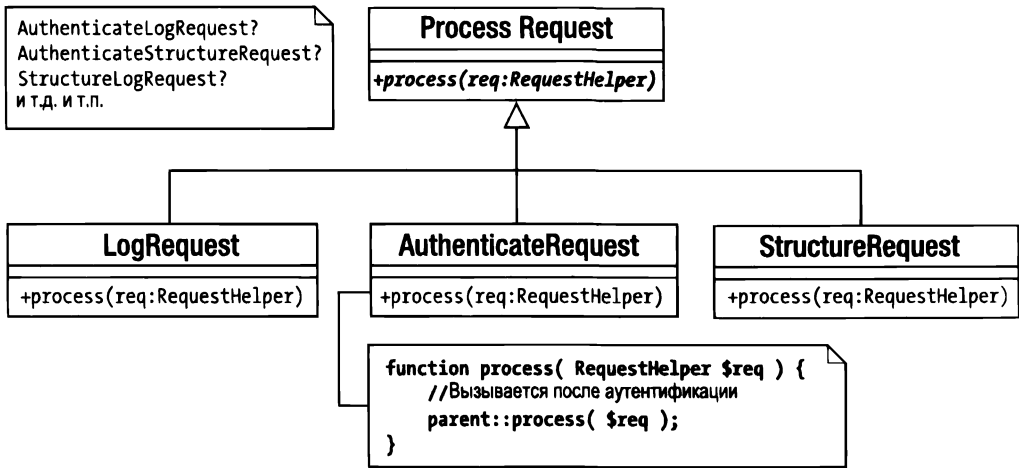 AuthenticateLogRequest?
AuthenticateStructureRequest?
StructureLogRequest?
и т.д. и т.п.
Process Request
+process(req:RequestHelper)
LogRequest
+process(req:RequestHelper)
AuthenticateRequest
+process(req:RequestHelper)
StructureRequest
+process(req:RequestHelper)
function process( RequestHelper $req ) {
//Вызывается после аутентификации
parent::process( $req );
}